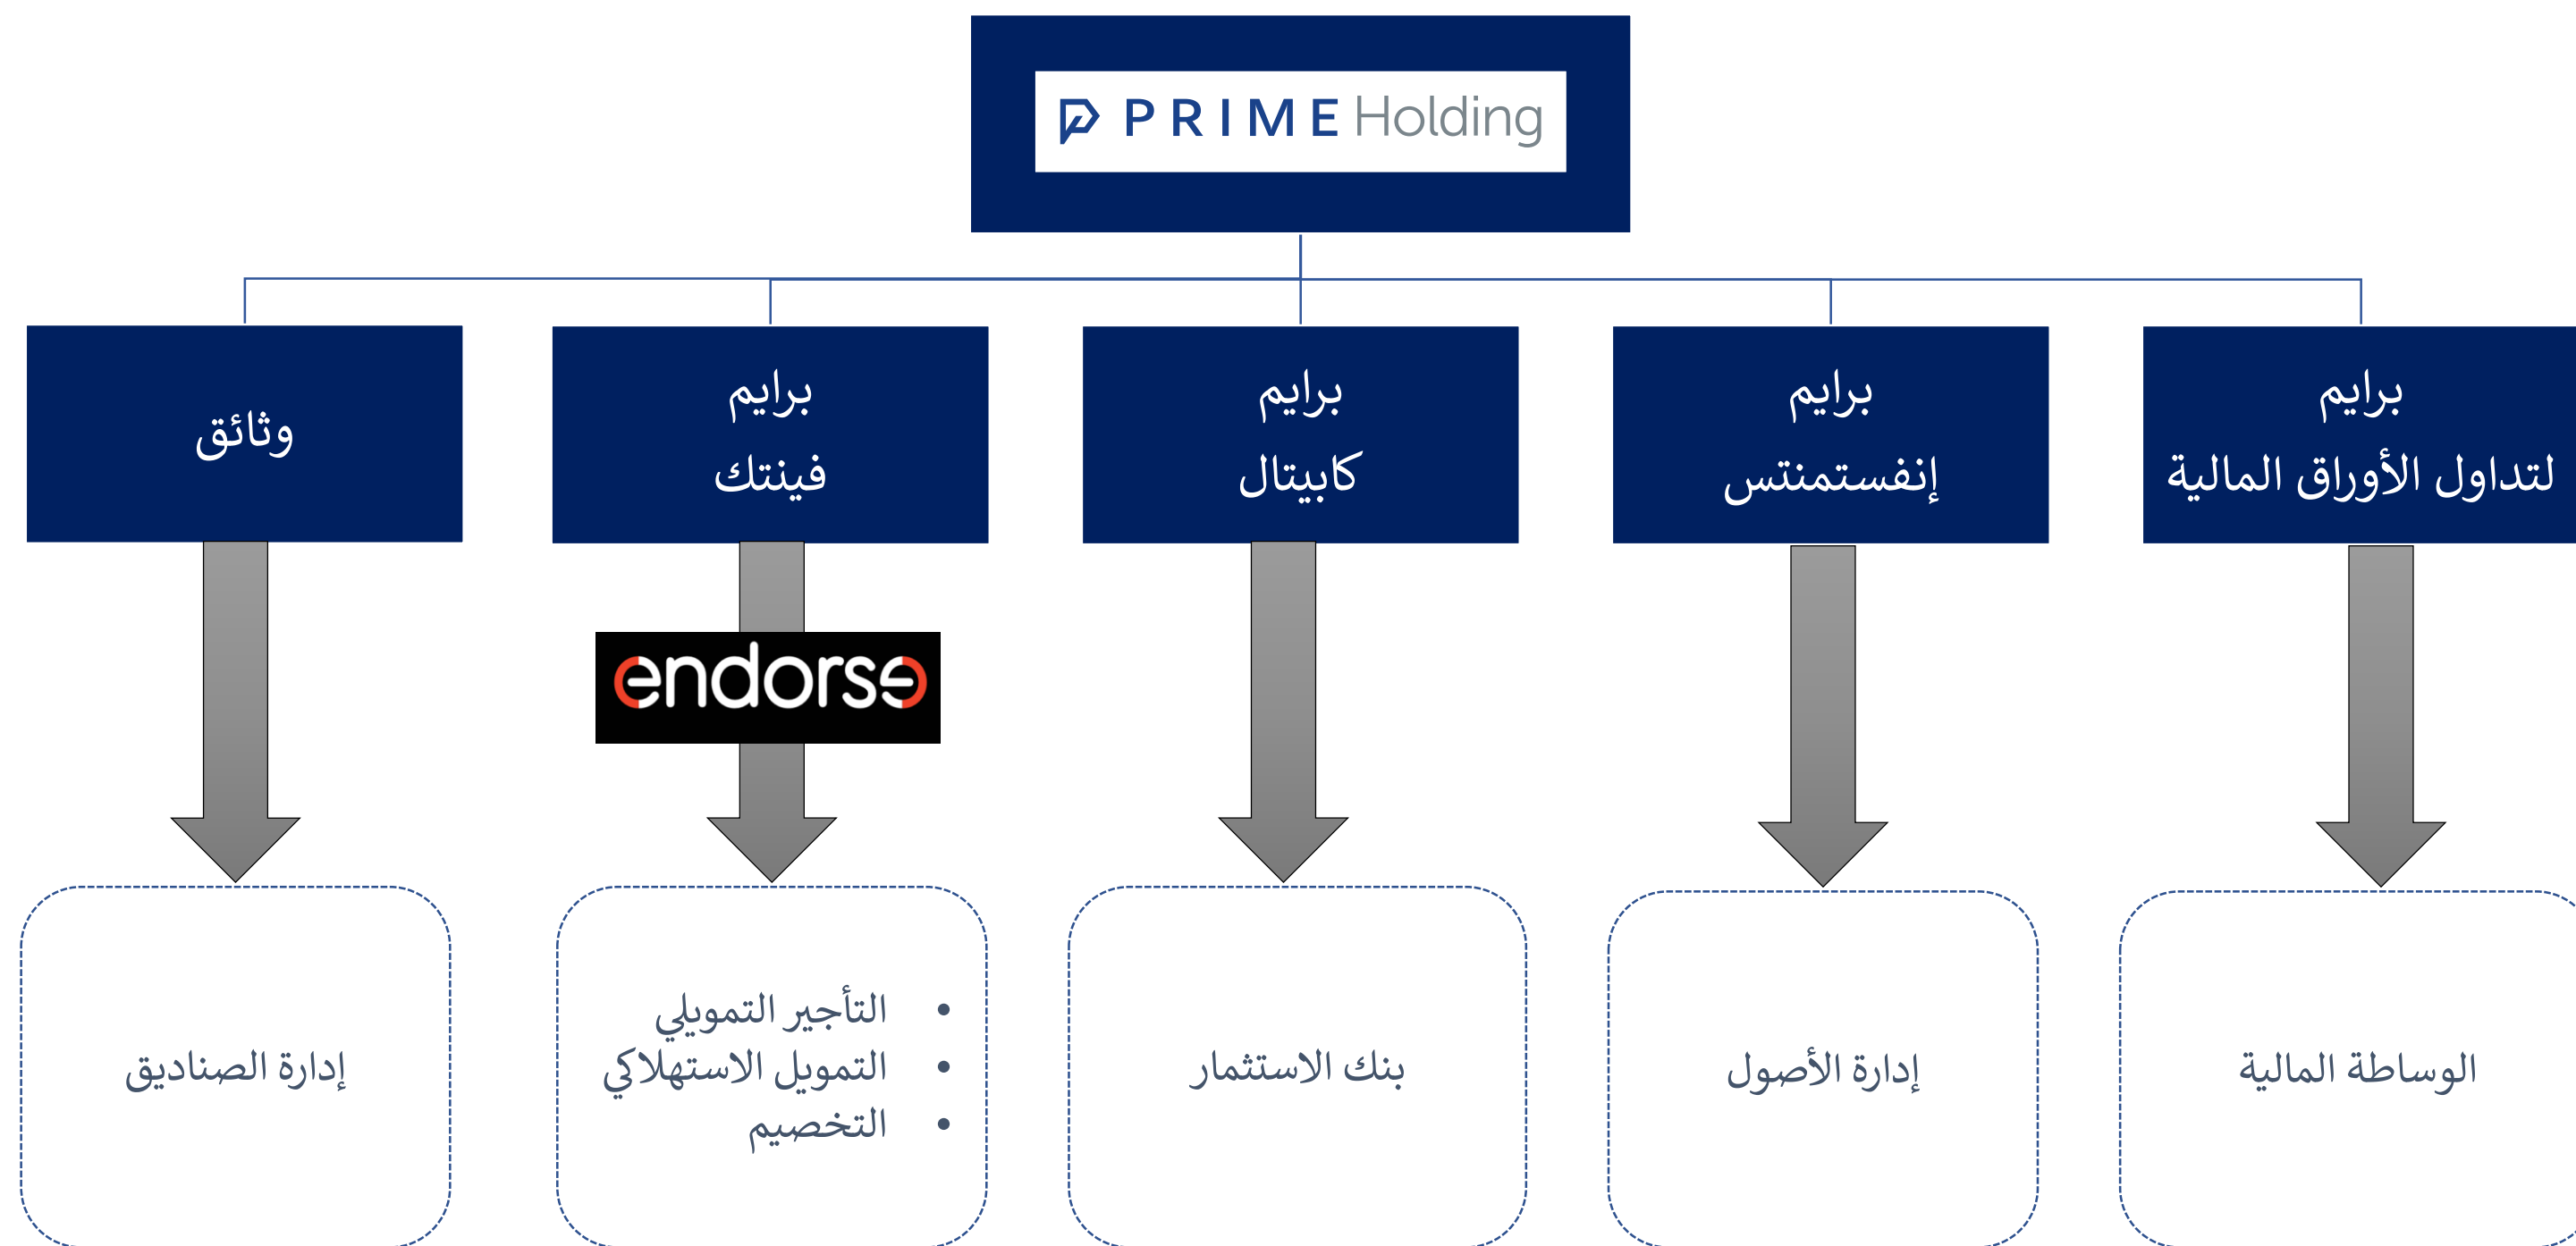 PRIME Holding
برايم
لتداول الأوراق المالية
برايم
إنفستمنتس
برايم
كابيتال
برايم
فينتك
وثائق
endorse
الوساطة المالية
إدارة الأصول
بنك الاستثمار
• التأجير التمويلي
• التمويل الاستهلاكي
• التخصيم
إدارة الصناديق